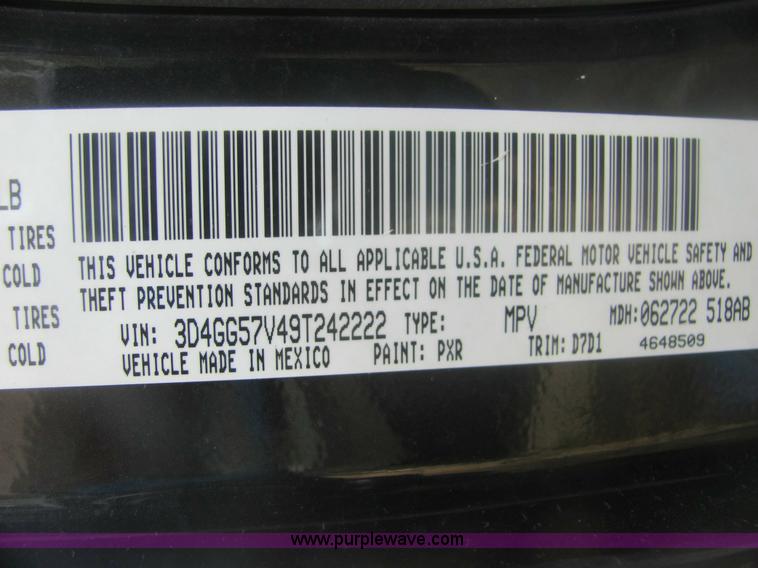 LB
TIRES
COLD
TIRES
COLD
THIS VEHICLE CONFORMS TO ALL APPLICABLE U.S.A. FEDERAL MOTOR VEHICLE SAFETY AND
THEFT PREVENTION STANDARDS IN EFFECT ON THE DATE OF MANUFACTURE SHOWN ABOVE.
VIN: 3D4GG57V49T242222 TYPE: MPV MDH:062722 518AB
VEHICLE MADE IN MEXICO PAINT: PXR TRIM: D7D1 4648509
www.purplewave.com